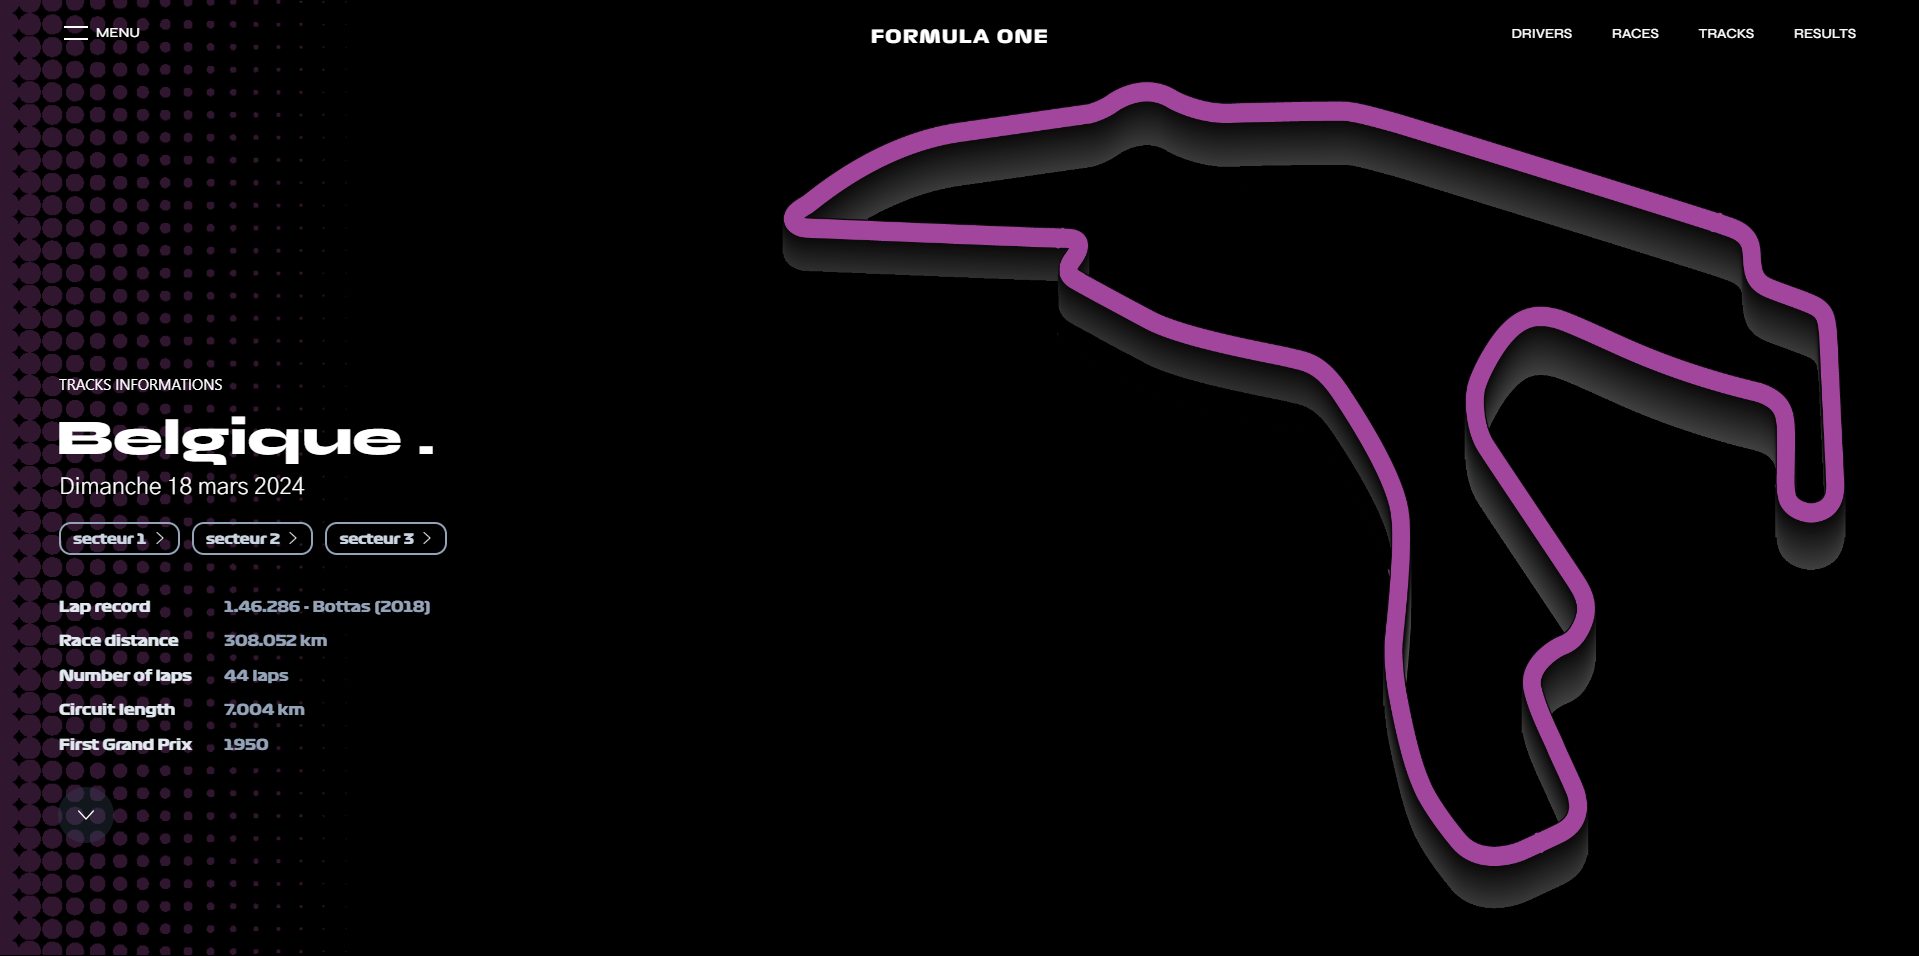 MENU
FORMULA ONE
DRIVERS RACES TRACKS RESULTS
TRACKS INFORMATIONS
Belgique .
Dimanche 18 mars 2024
secteur 1 secteur 2 secteur 3
Lap record 1.46.286 - Bottas (2018)
Race distance 308.052 km
Number of laps 44 laps
Circuit length 7.004 km
First Grand Prix 1950